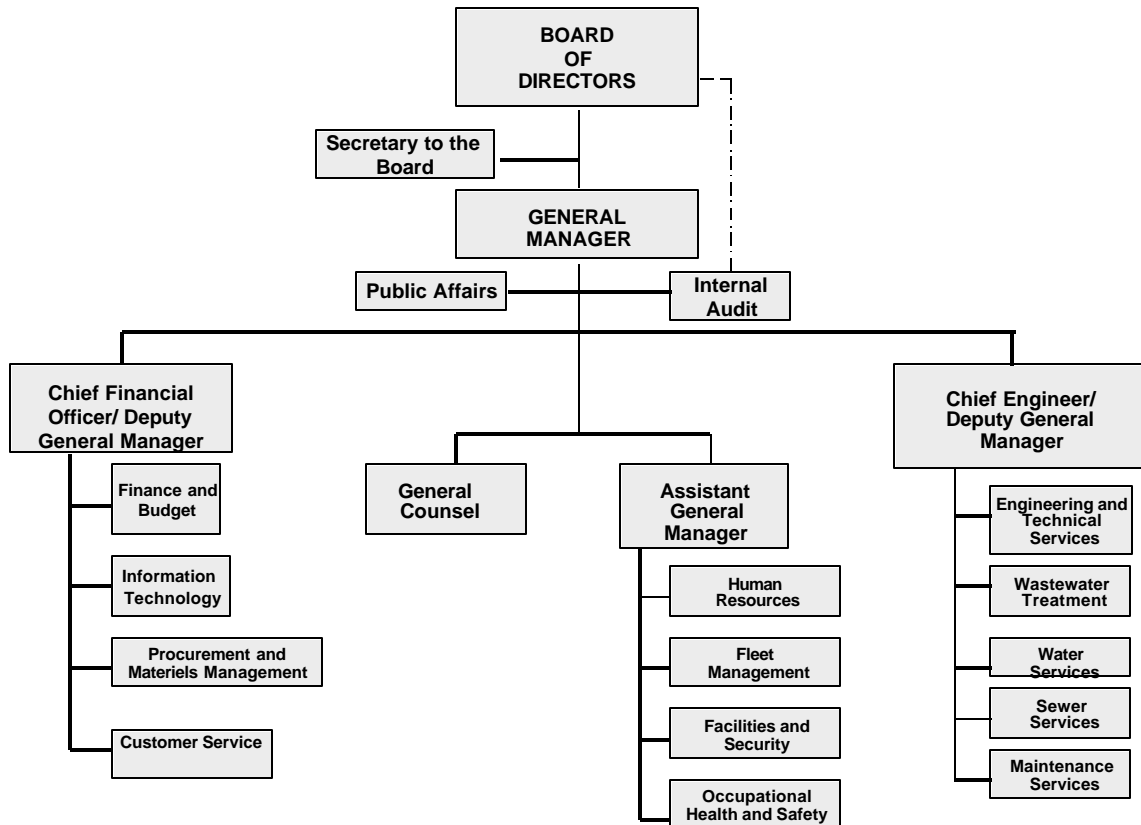 BOARD
OF
DIRECTORS
Secretary to the
Board
GENERAL
MANAGER
Public Affairs
Internal
Audit
Chief Financial
Officer/ Deputy
General Manager
Finance and
Budget
Information
Technology
Procurement and
Materiels Management
Customer Service
General
Counsel
Assistant
General
Manager
Human
Resources
Fleet
Management
Facilities and
Security
Occupational
Health and Safety
Chief Engineer/
Deputy General
Manager
Engineering and
Technical
Services
Wastewater
Treatment
Water
Services
Sewer
Services
Maintenance
Services